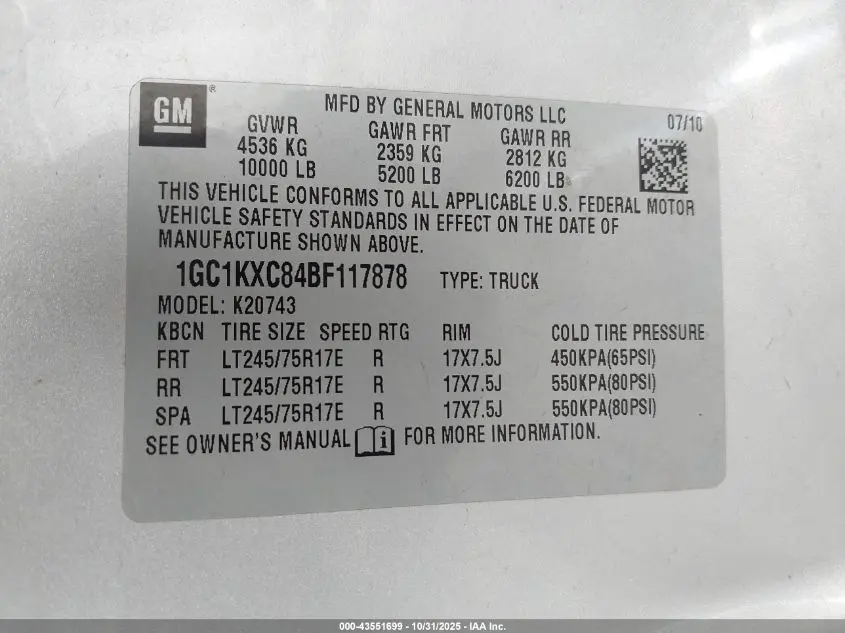 GM ®
MFD BY GENERAL MOTORS LLC 07/10
GVWR GAWR FRT GAWR RR
4536 KG 2359 KG 2812 KG
10000 LB 5200 LB 6200 LB
THIS VEHICLE CONFORMS TO ALL APPLICABLE U.S. FEDERAL MOTOR
VEHICLE SAFETY STANDARDS IN EFFECT ON THE DATE OF
MANUFACTURE SHOWN ABOVE.
1GC1KXC84BF117878 TYPE: TRUCK
MODEL: K20743
KBCN TIRE SIZE SPEED RTG RIM COLD TIRE PRESSURE
FRT LT245/75R17E R 17X7.5J 450KPA(65PSI)
RR LT245/75R17E R 17X7.5J 550KPA(80PSI)
SPA LT245/75R17E R 17X7.5J 550KPA(80PSI)
SEE OWNER'S MANUAL i FOR MORE INFORMATION.
000-43551699 - 10/31/2025 - IAA Inc.